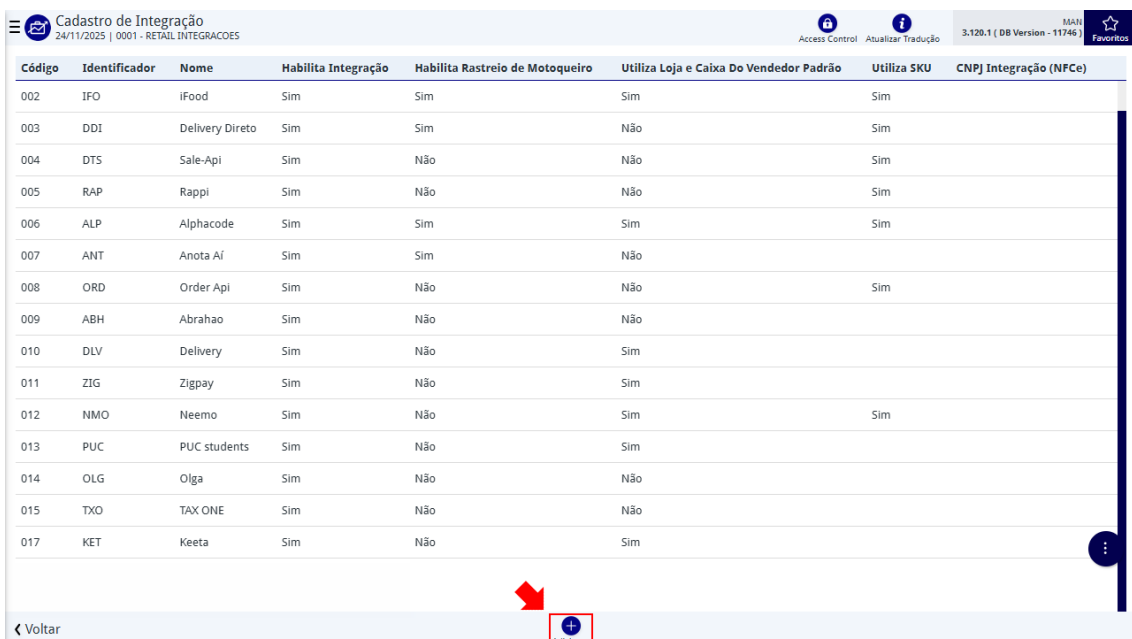 Cadastro de Integração
24/11/2025 | 0001 - RETAIL INTEGRACOES
Access Control Atualizar Tradução
MAN
3.120.1 ( DB Version - 11746 )
Favoritos
Código Identificador Nome Habilita Integração Habilita Rastreio de Motoqueiro Utiliza Loja e Caixa Do Vendedor Padrão Utiliza SKU CNPJ Integração (NFCe)
002 IFO iFood Sim Sim Sim Sim
003 DDI Delivery Direto Sim Sim Não Sim
004 DTS Sale-Api Sim Não Não Sim
005 RAP Rappi Sim Não Não Sim
006 ALP Alphacode Sim Sim Sim Sim
007 ANT Anota Aí Sim Sim Não
008 ORD Order Api Sim Não Não Sim
009 ABH Abrahao Sim Não Não
010 DLV Delivery Sim Não Sim
011 ZIG Zigpay Sim Não Sim
012 NMO Neemo Sim Não Sim Sim
013 PUC PUC students Sim Não Sim
014 OLG Olga Sim Não Não
015 TXO TAX ONE Sim Não Não
017 KET Keeta Sim Não Sim
Voltar